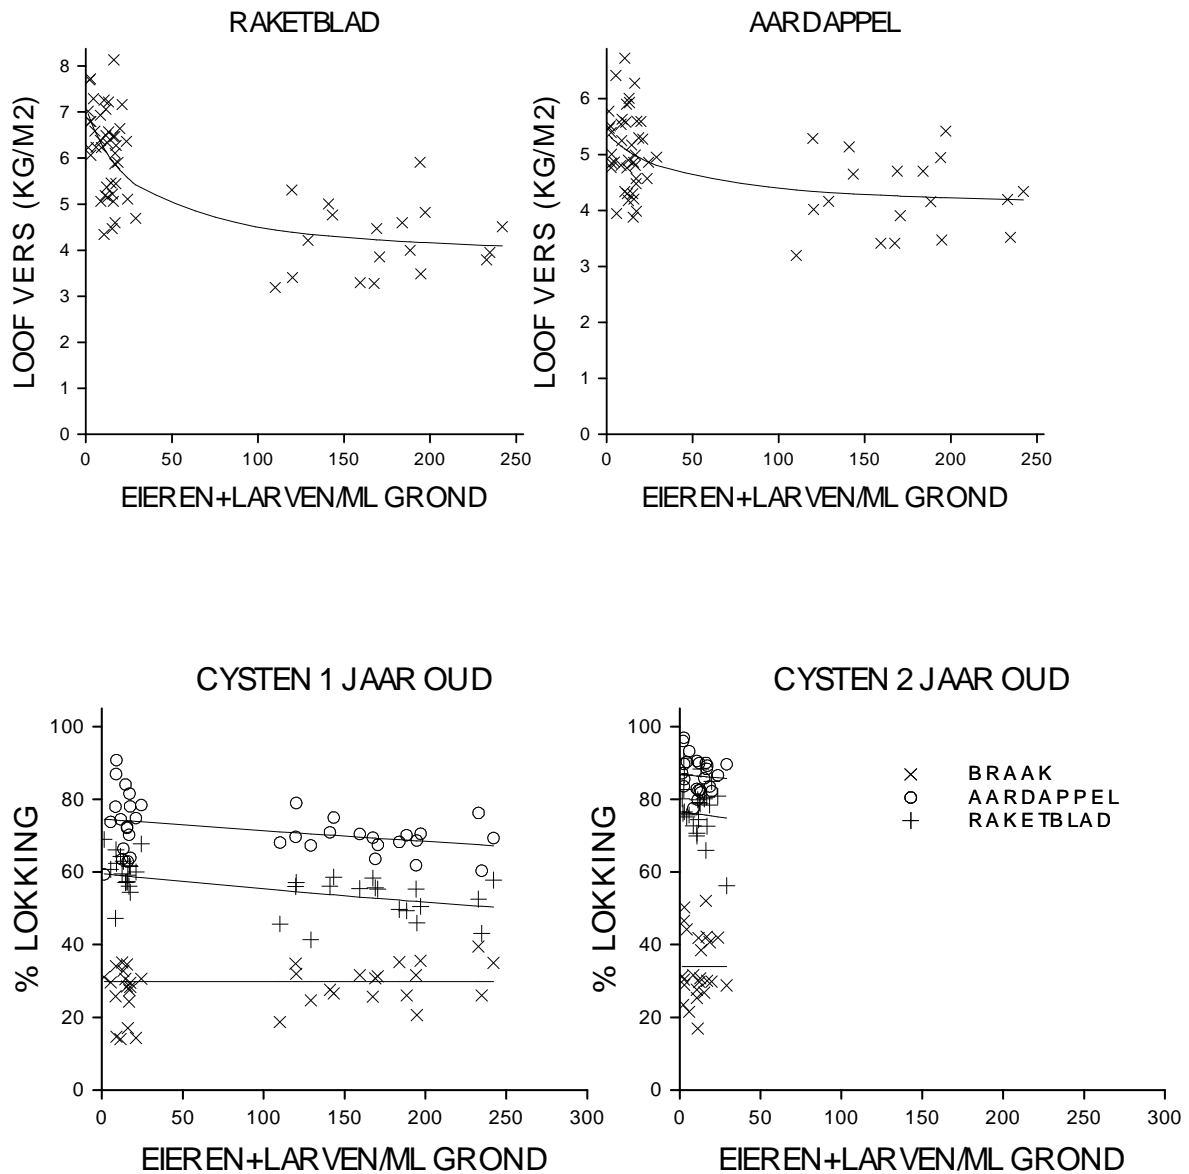 RAKETBLAD
LOOF VERS (KG/M2)
8
7
6
5
4
3
2
1
0
0 50 100 150 200 250
EIEREN+LARVEN/ML GROND
AARDAPPEL
LOOF VERS (KG/M2)
6
5
4
3
2
1
0
0 50 100 150 200 250
EIEREN+LARVEN/ML GROND
CYSTEN 1 JAAR OUD
% LOKKING
100
80
60
40
20
0
0 50 100 150 200 250 300
EIEREN+LARVEN/ML GROND
CYSTEN 2 JAAR OUD
% LOKKING
100
80
60
40
20
0
BRAAK
AARDAPPEL
RAKETBLAD
0 50 100 150 200 250 300
EIEREN+LARVEN/ML GROND